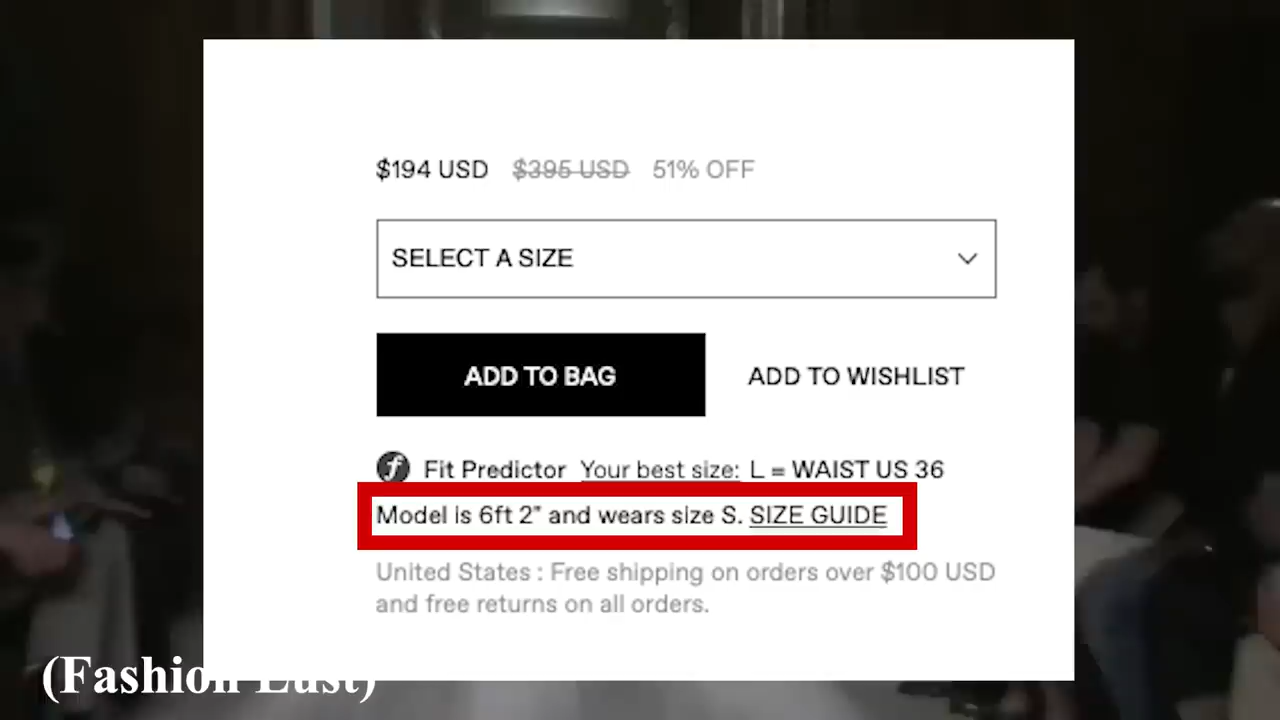 $194 USD $395 USD 51% OFF
SELECT A SIZE
ADD TO BAG ADD TO WISHLIST
Fit Predictor Your best size: L = WAIST US 36
Model is 6ft 2" and wears size S. SIZE GUIDE
United States : Free shipping on orders over $100 USD
and free returns on all orders.
(Fashion Lust)